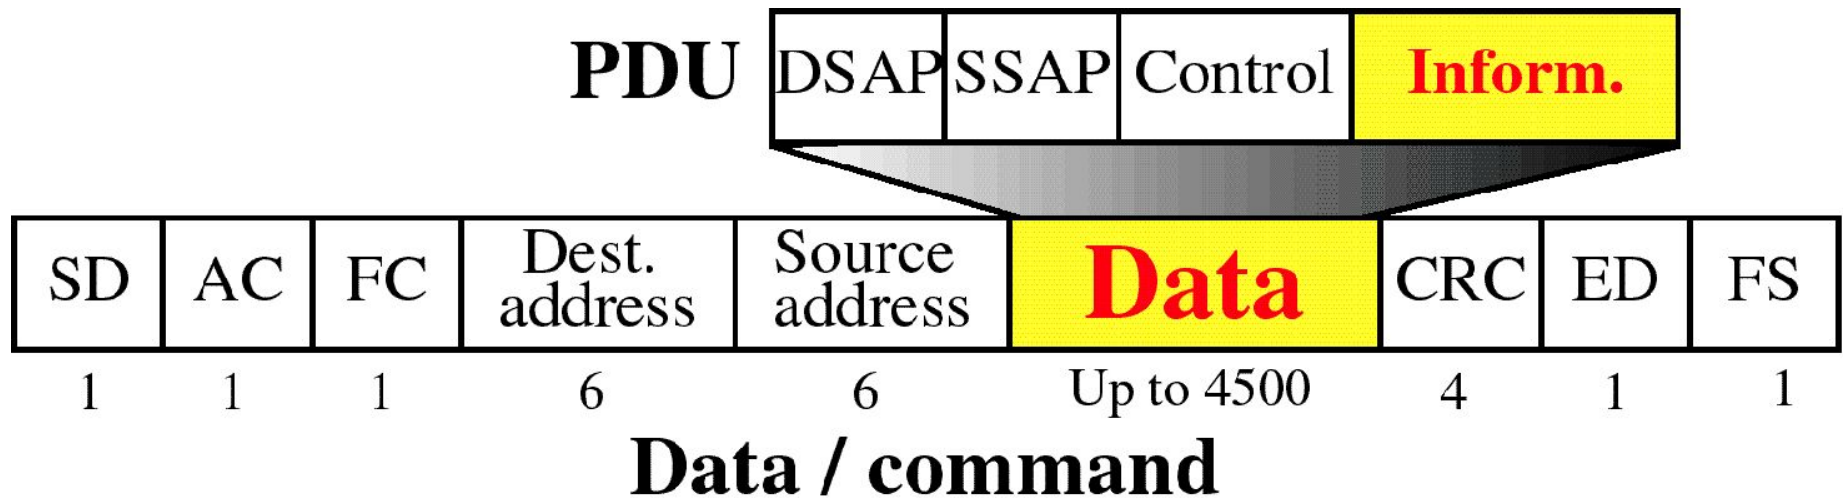 PDU DSAP SSAP Control Inform.
SD AC FC Dest. address Source address Data CRC ED FS
1 1 1 6 6 Up to 4500 4 1 1
Data / command